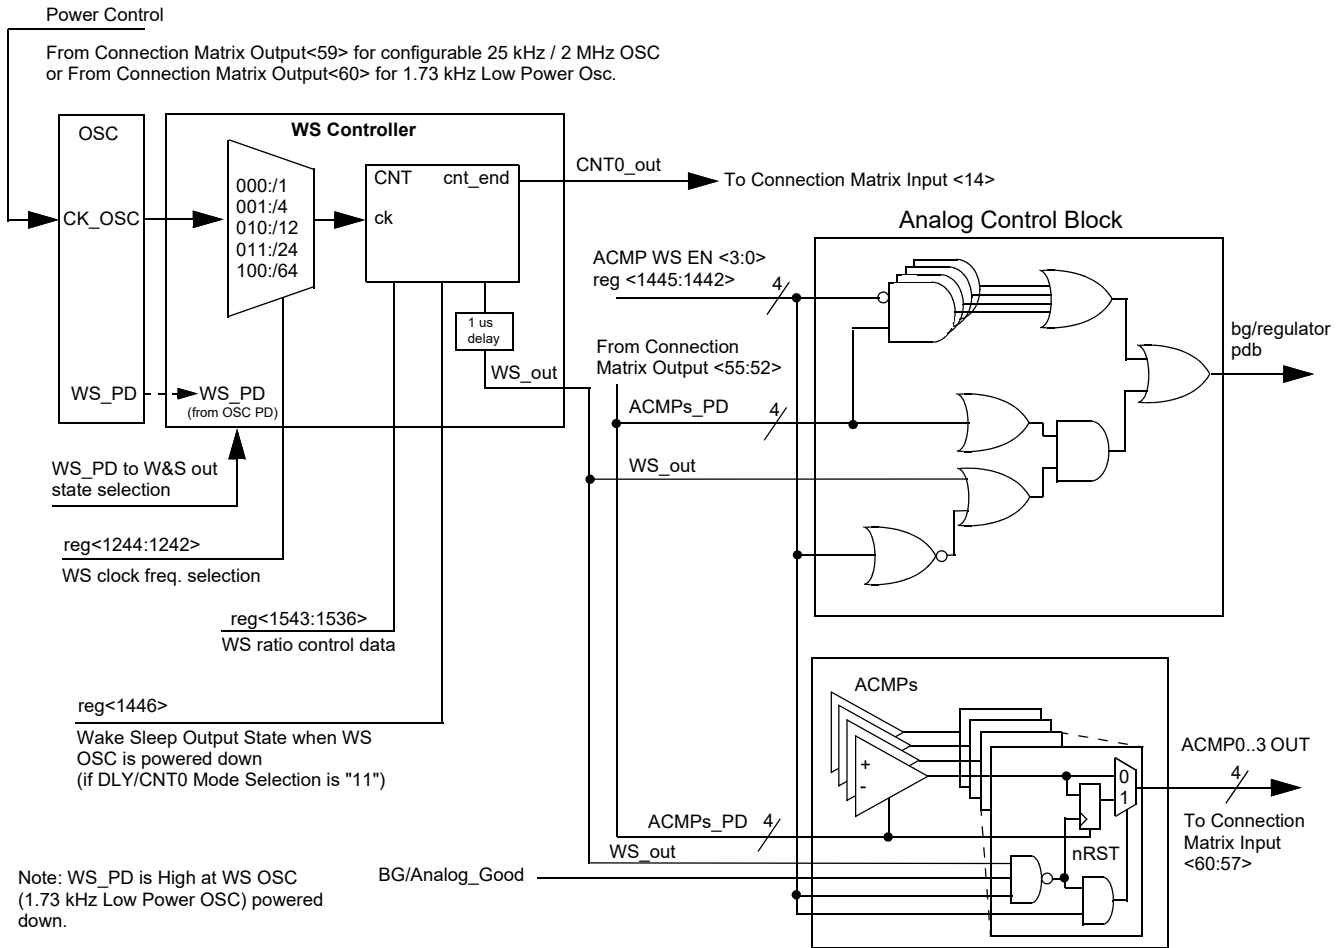 Power Control
From Connection Matrix Output<59> for configurable 25 kHz / 2 MHz OSC
or From Connection Matrix Output<60> for 1.73 kHz Low Power Osc.
OSC
CK_OSC
WS_PD
WS Controller
000:/1
001:/4
010:/12
011:/24
100:/64
CNT
cnt_end
ck
1 us
delay
WS_PD
(from OSC PD)
WS_out
CNT0_out
To Connection Matrix Input <14>
Analog Control Block
ACMP WS EN <3:0>
reg <1445:1442>
4
From Connection
Matrix Output <55:52>
ACMPs_PD
4
WS_out
bg/regulator
pdb
WS_PD to W&S out
state selection
reg<1244:1242>
WS clock freq. selection
reg<1543:1536>
WS ratio control data
reg<1446>
Wake Sleep Output State when WS
OSC is powered down
(if DLY/CNT0 Mode Selection is "11")
ACMPs
+
-
0
1
nRST
ACMPs_PD
4
WS_out
BG/Analog_Good
ACMP0..3 OUT
4
To Connection
Matrix Input
<60:57>
Note: WS_PD is High at WS OSC
(1.73 kHz Low Power OSC) powered
down.